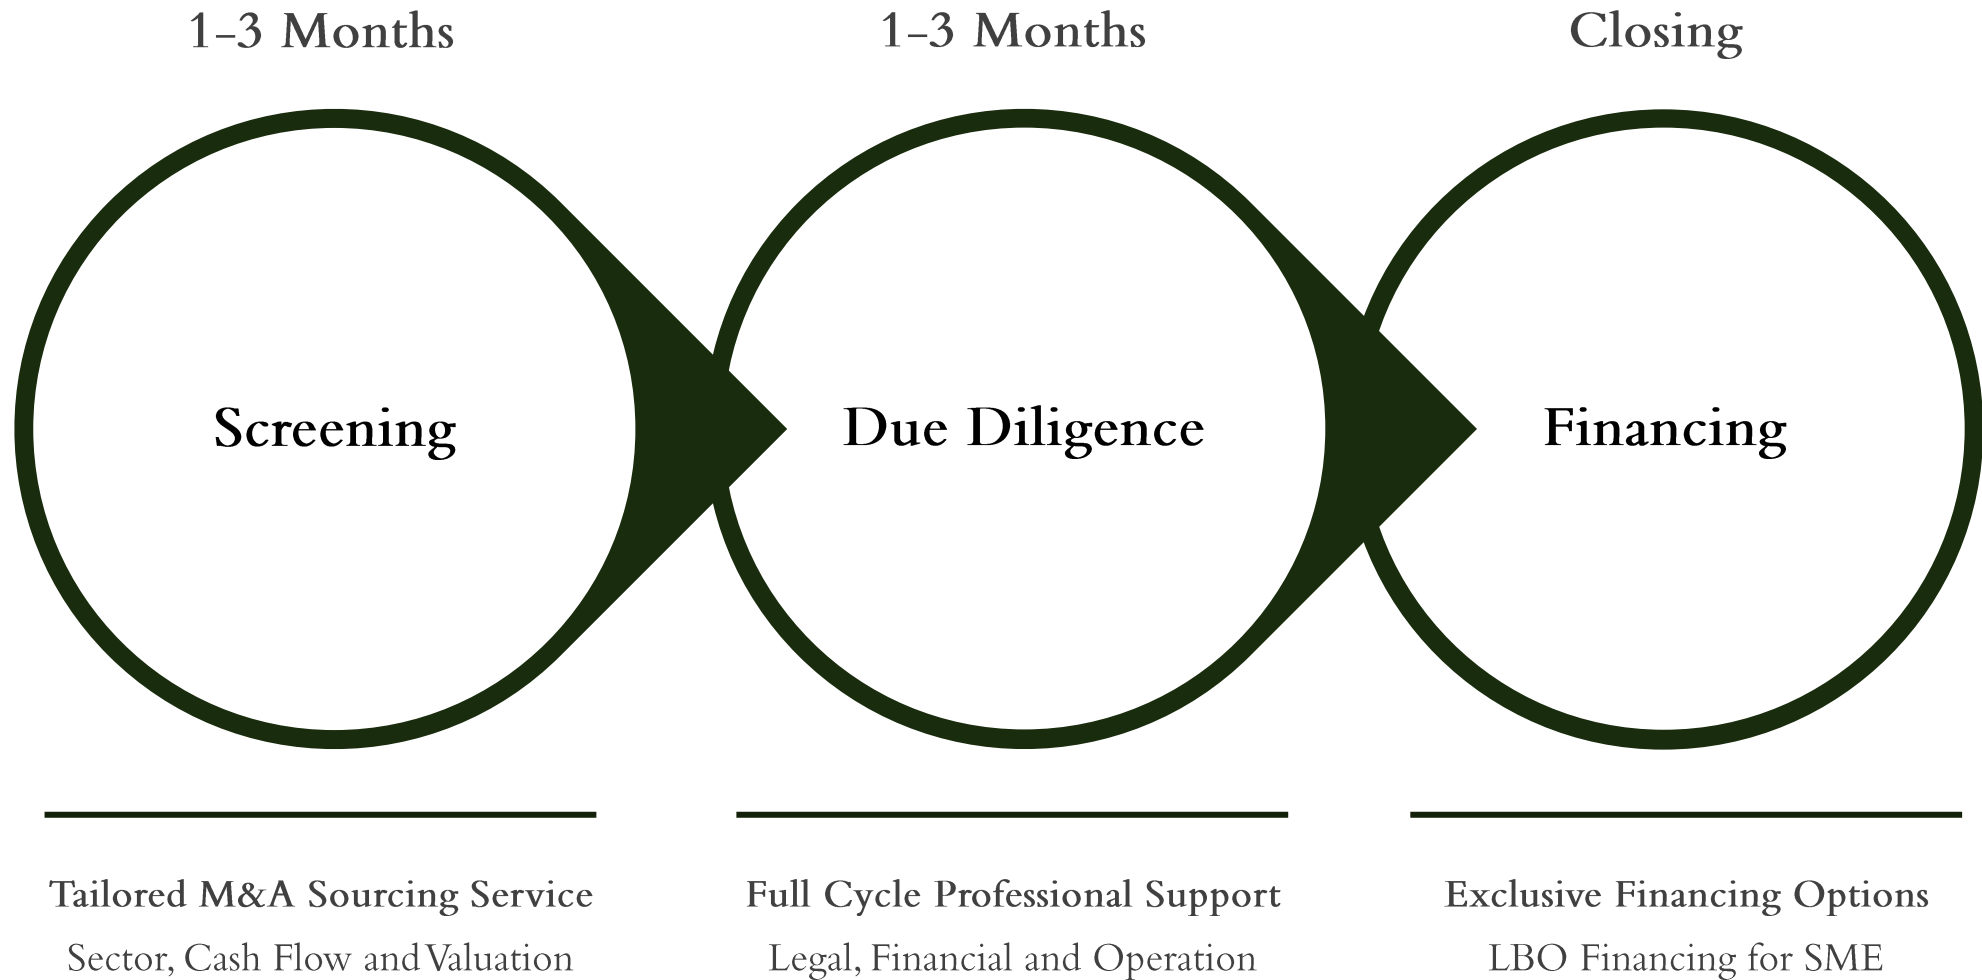 1–3 Months
1–3 Months
Closing
Screening
Due Diligence
Financing
Tailored M&A Sourcing Service
Sector, Cash Flow and Valuation
Full Cycle Professional Support
Legal, Financial and Operation
Exclusive Financing Options
LBO Financing for SME